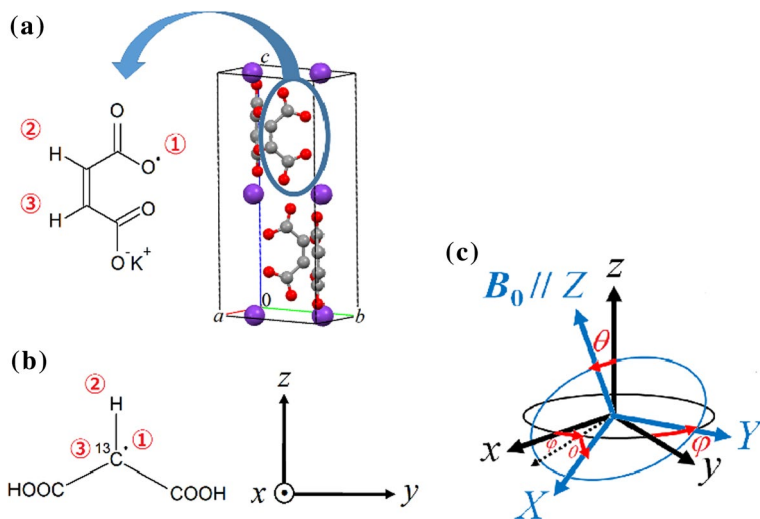 (a)
c
②
O
①
H
O•
③
H
O
O⁻K⁺
0
a
b
(b)
②
H
③
¹³C•
①
HOOC
COOH
z
x
y
(c)
B₀ // Z
z
θ
x
φ
θ
φ
Y
y
X